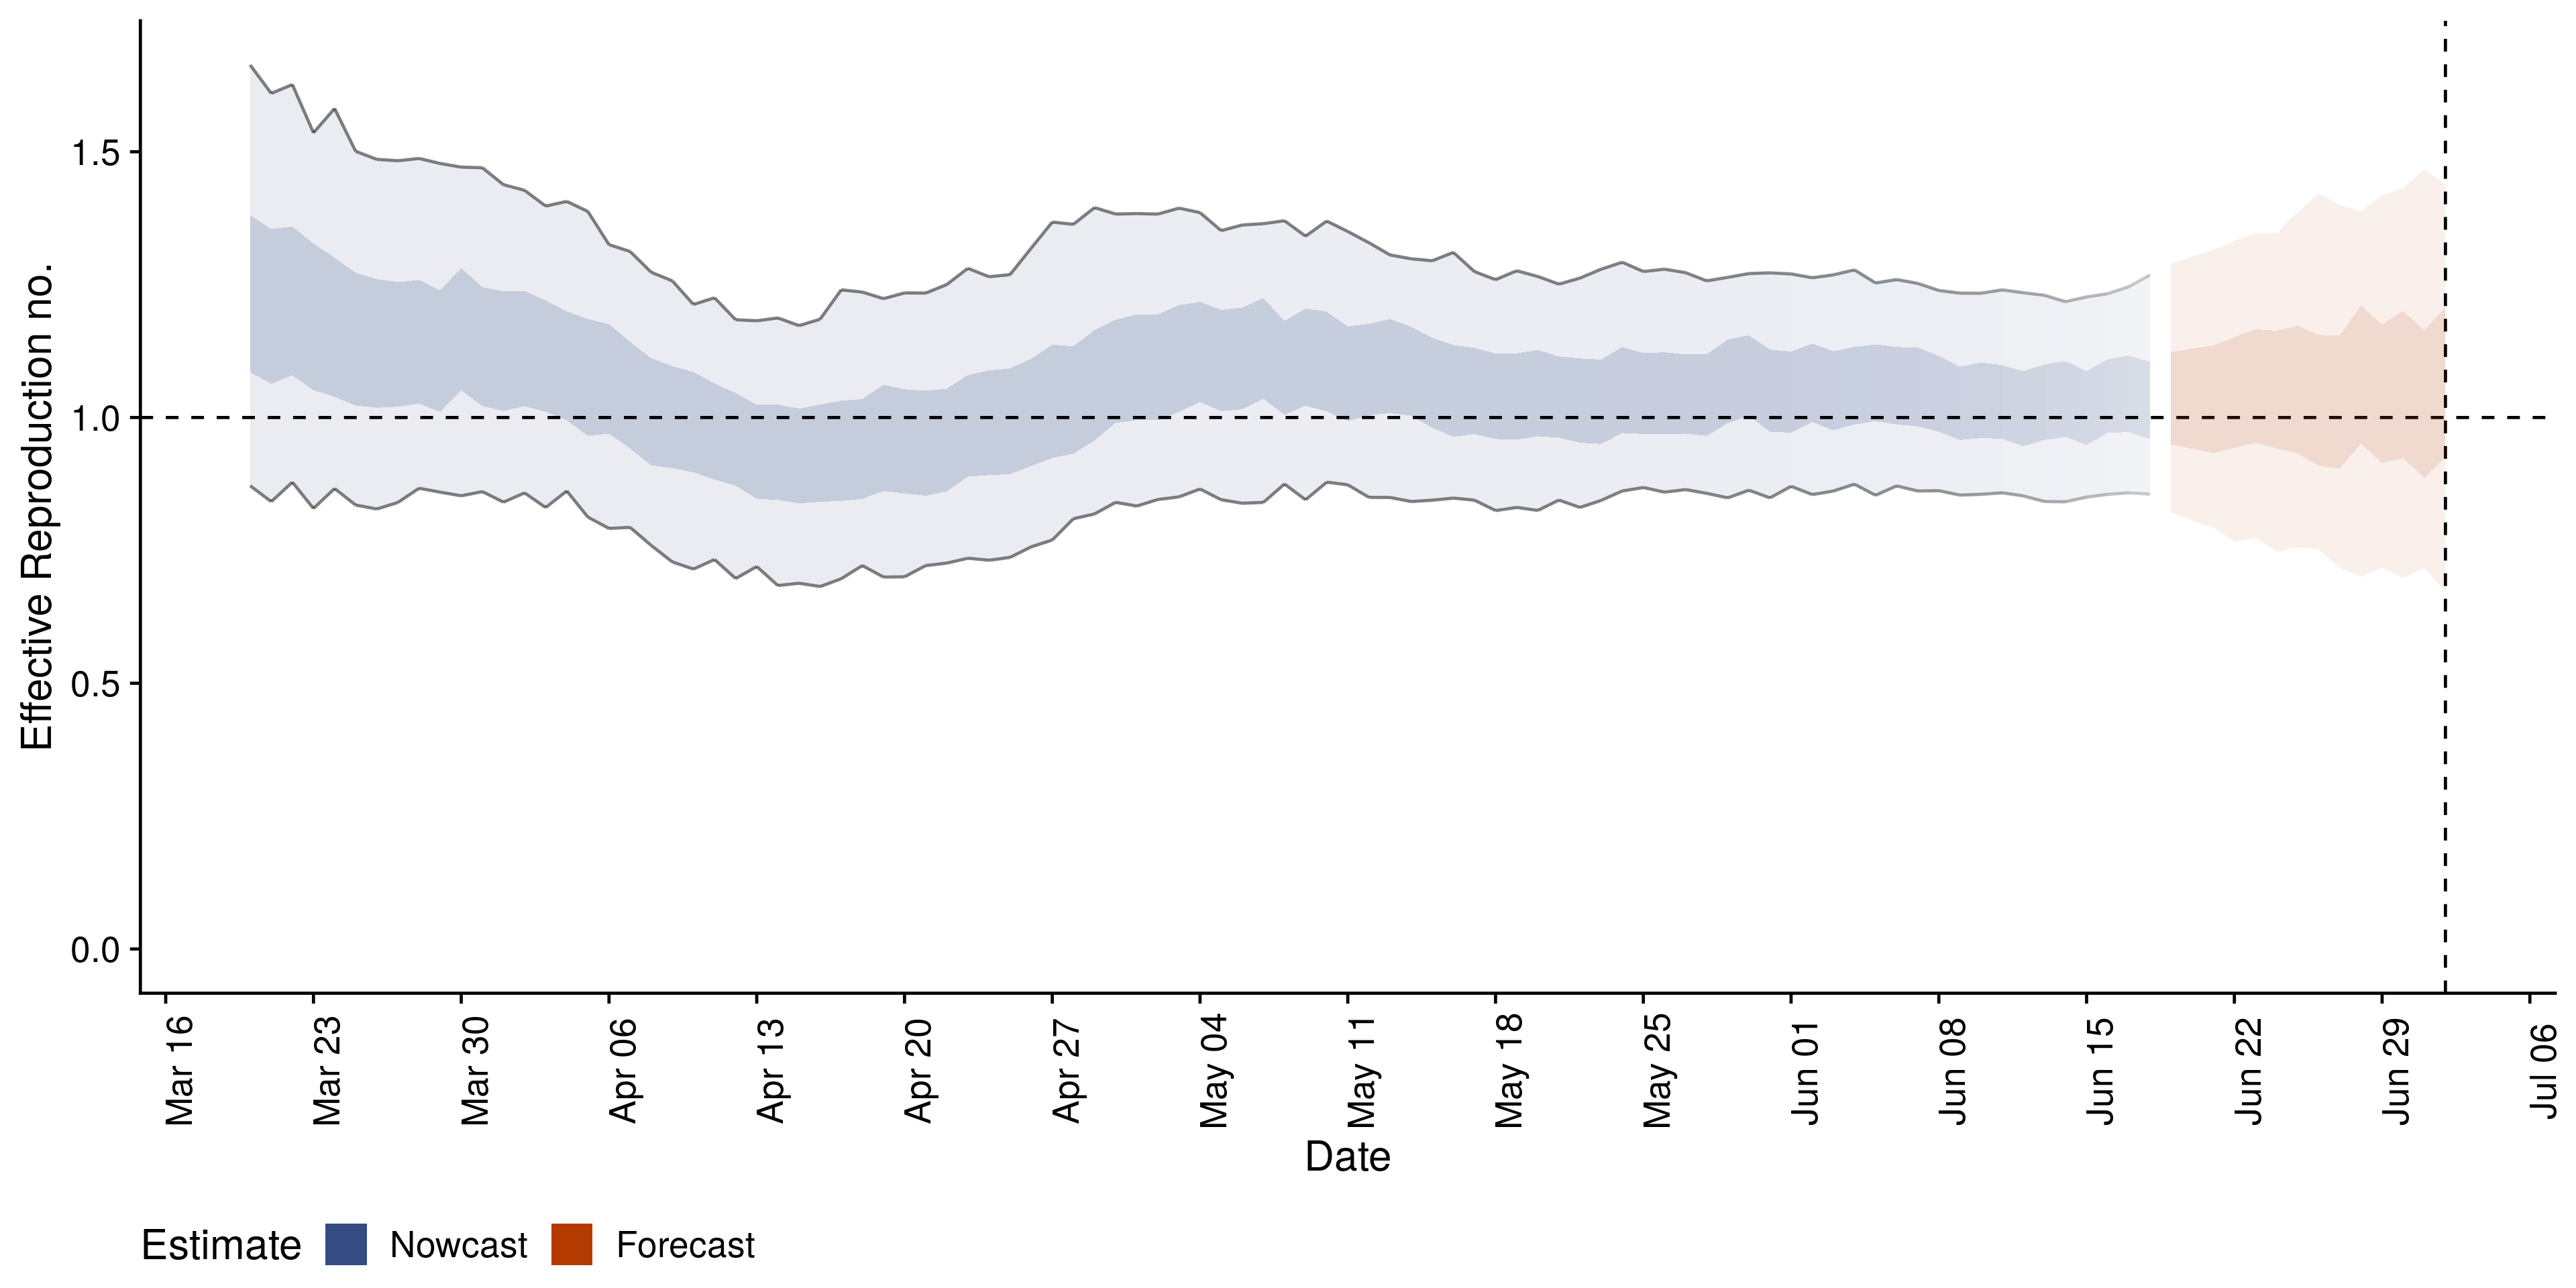 Effective Reproduction no.
1.5
1.0
0.5
0.0
Mar 16
Mar 23
Mar 30
Apr 06
Apr 13
Apr 20
Apr 27
May 04
May 11
May 18
May 25
Jun 01
Jun 08
Jun 15
Jun 22
Jun 29
Jul 06
Date
Estimate Nowcast Forecast